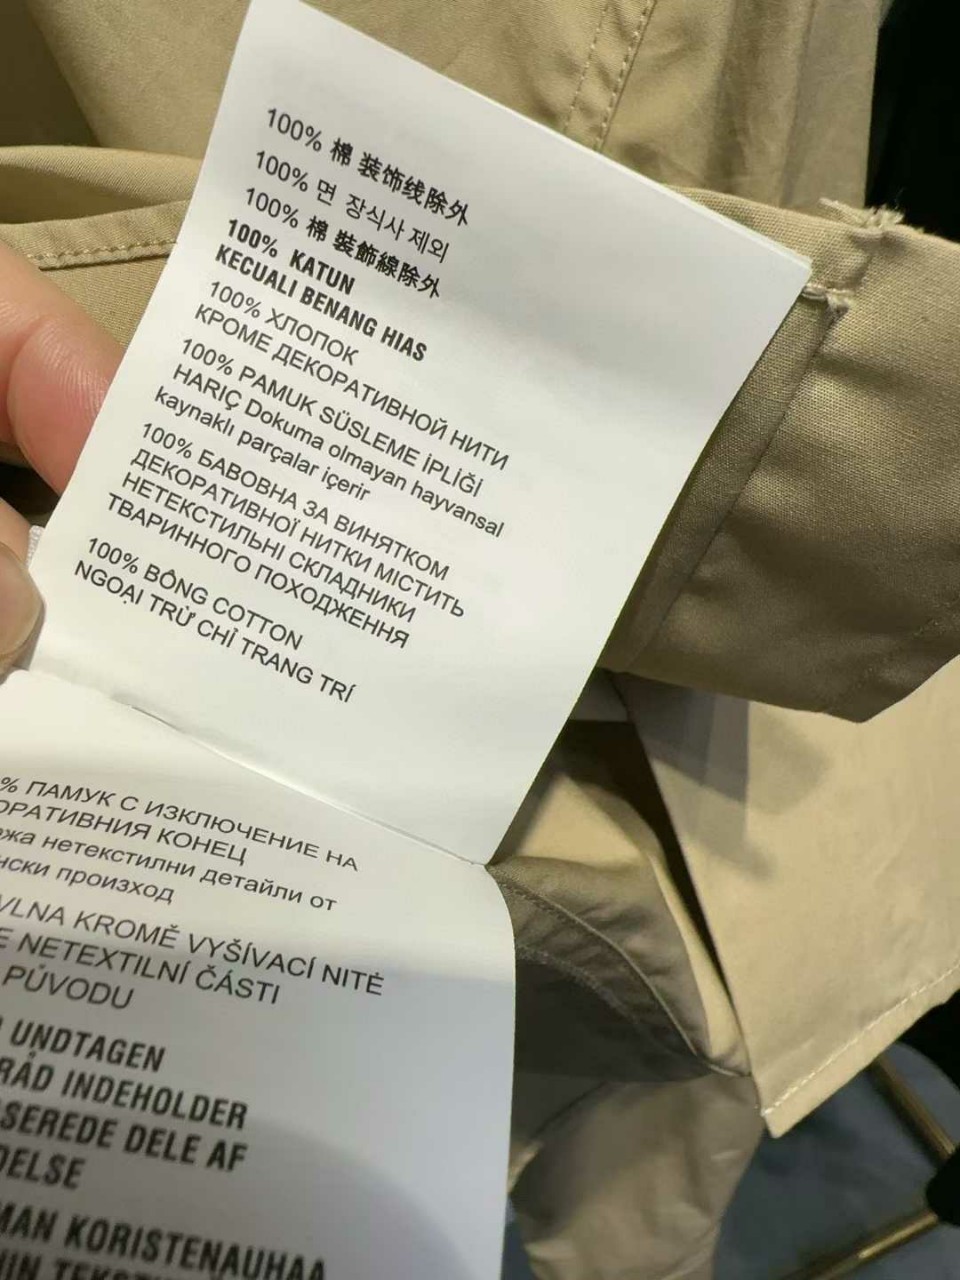 100% 棉 装饰线除外
100% 면 장식사 제외
100% 棉 裝飾線除外
100% KATUN
KECUALI BENANG HIAS
100% ХЛОПОК
КРОМЕ ДЕКОРАТИВНОЙ НИТИ
100% PAMUK SÜSLEME İPLİĞİ
HARIÇ Dokuma olmayan hayvansal
kaynaklı parçalar içerir
100% БАВОВНА ЗА ВИНЯТКОМ
ДЕКОРАТИВНОЇ НИТКИ МІСТИТЬ
НЕТЕКСТИЛЬНІ СКЛАДНИКИ
ТВАРИННОГО ПОХОДЖЕННЯ
100% BÔNG COTTON
NGOẠI TRỪ CHỈ TRANG TRÍ
% ПАМУК С ИЗКЛЮЧЕНИЕ НА
ОРАТИВНИЯ КОНЕЦ
нетекстилни детайли от
произход
VLNA KROMĚ VYŠÍVACÍ NITĚ
E NETEXTILNÍ ČÁSTI
PŮVODU
UNDTAGEN
RÅD INDEHOLDER
SEREDE DELE AF
DELSE
KORISTENAUHAA